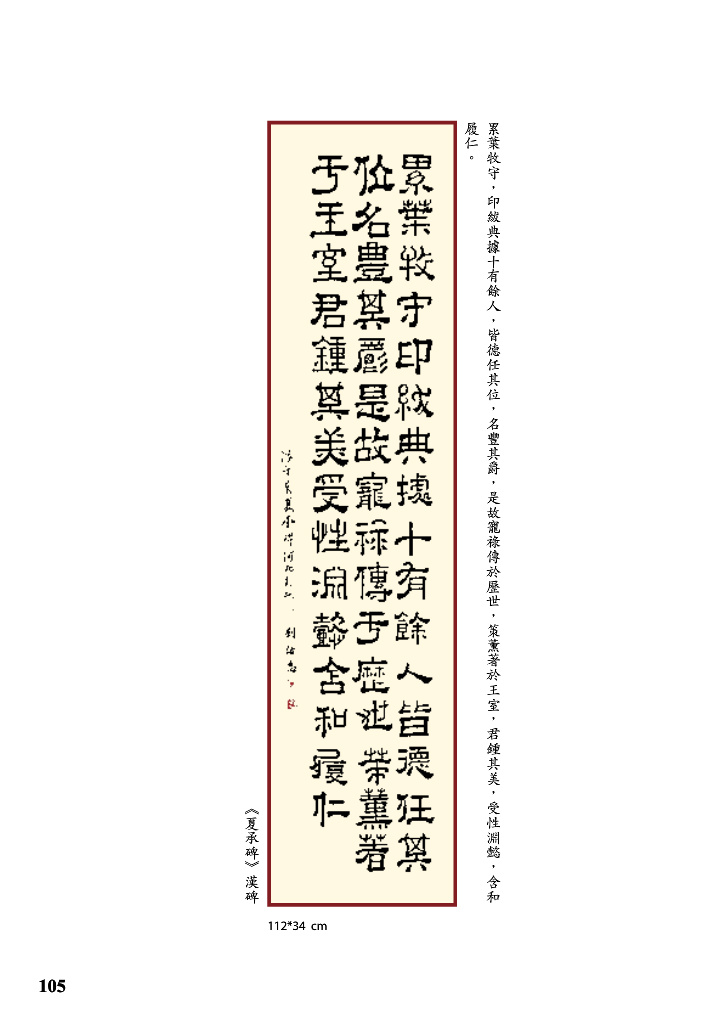 累葉牧守，印紱典據十有餘人，皆德任其位，名豐其爵，是故寵祿傳於歷世，策薰著於王室，君鍾其美，受性淵懿，含和
履仁。
累葉牧守印紱典據十有餘人皆德任其
位名豐其爵是故寵祿傳于歷世策薰著
于王室君鍾其美受性淵懿含和履仁
《夏承碑》漢碑
112*34 cm
105